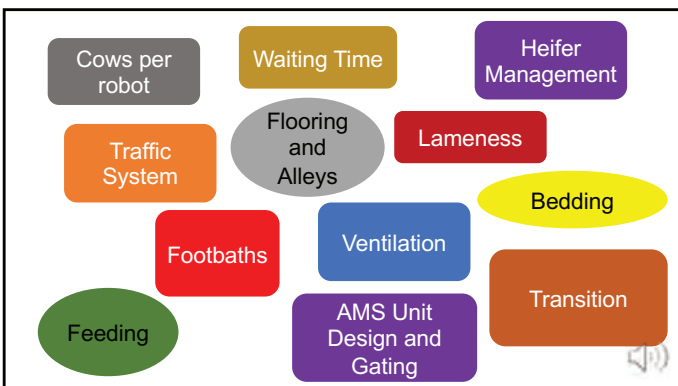 Cows per
robot
Waiting Time
Heifer
Management
Traffic
System
Flooring
and
Alleys
Lameness
Bedding
Footbaths
Ventilation
Transition
Feeding
AMS Unit
Design and
Gating